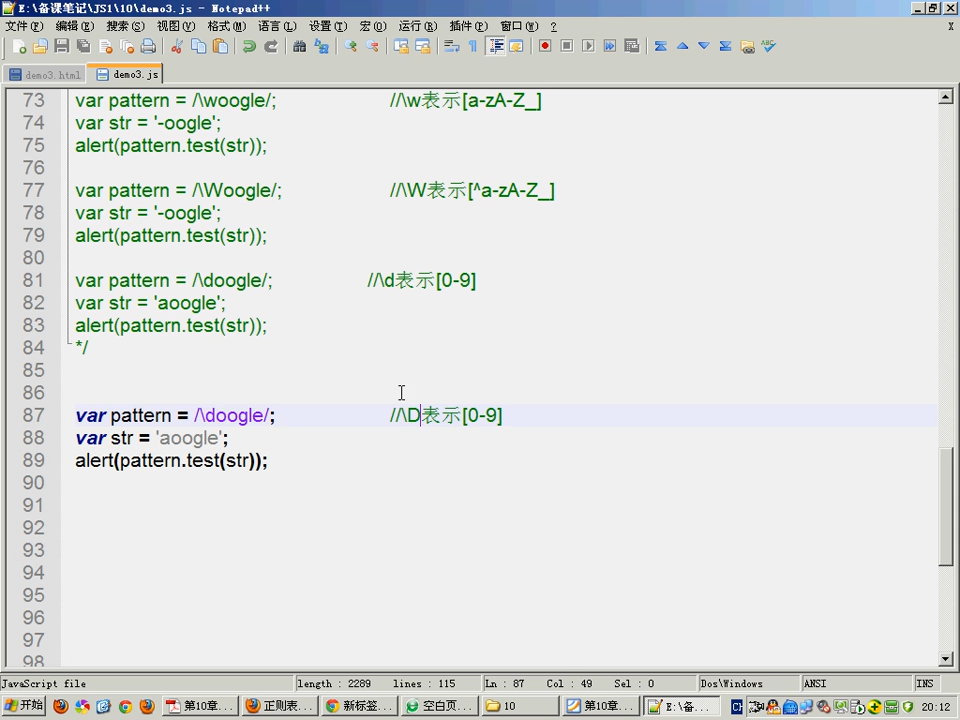 E:\备课笔记\JS1\10\demo3.js - Notepad++
文件(F) 编辑(E) 搜索(S) 视图(V) 格式(M) 语言(L) 设置(T) 宏(O) 运行(R) 插件(P) 窗口(W) ? X
demo3.html demo3.js
73 var pattern = /\woogle/; //\w表示[a-zA-Z_]
74 var str = '-oogle';
75 alert(pattern.test(str));
76
77 var pattern = /\Woogle/; //\W表示[^a-zA-Z_]
78 var str = '-oogle';
79 alert(pattern.test(str));
80
81 var pattern = /\doogle/; //\d表示[0-9]
82 var str = 'aoogle';
83 alert(pattern.test(str));
84 */
85
86
87 var pattern = /\doogle/; //\D表示[0-9]
88 var str = 'aoogle';
89 alert(pattern.test(str));
90
91
92
93
94
95
96
97
98
JavaScript file length : 2289 lines : 115 Ln : 87 Col : 49 Sel : 0 Dos\Windows ANSI INS
开始 第10章... 正则表... 新标签... 空白页... 10 第10章... E:\备... 20:12